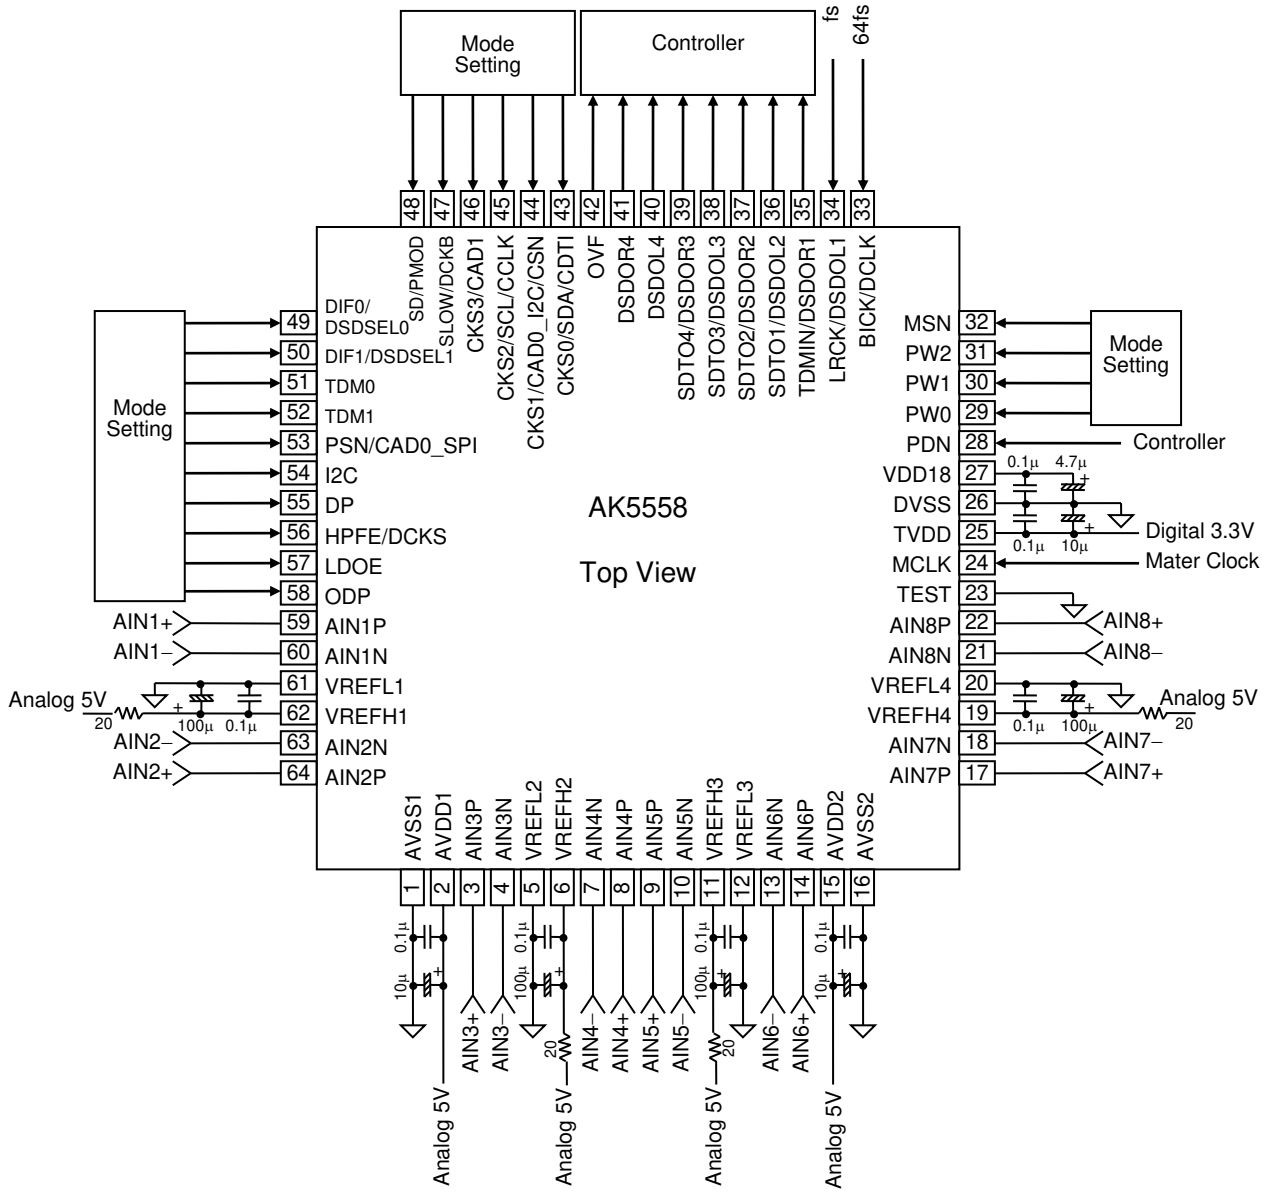 Mode
Setting
Controller
fs
64fs
48
47
46
45
44
43
42
41
40
39
38
37
36
35
34
33
SD/PMOD
SLOW/DCKB
CKS3/CAD1
CKS2/SCL/CCLK
CKS1/CAD0_I2C/CSN
CKS0/SDA/CDTI
OVF
DSDOR4
DSDOL4
SDTO4/DSDOR3
SDTO3/DSDOL3
SDTO2/DSDOR2
SDTO1/DSDOL2
TDMIN/DSDOR1
LRCK/DSDOL1
BICK/DCLK
Mode
Setting
49 DIF0/
DSDSEL0
50 DIF1/DSDSEL1
51 TDM0
52 TDM1
53 PSN/CAD0_SPI
54 I2C
55 DP
56 HPFE/DCKS
57 LDOE
58 ODP
AIN1+ 59 AIN1P
AIN1− 60 AIN1N
61 VREFL1
Analog 5V 20 + 100µ 0.1µ 62 VREFH1
AIN2− 63 AIN2N
AIN2+ 64 AIN2P
AK5558
Top View
MSN 32
PW2 31
PW1 30
PW0 29
Mode
Setting
PDN 28 Controller
VDD18 27 0.1µ 4.7µ +
DVSS 26
TVDD 25 0.1µ 10µ + Digital 3.3V
MCLK 24 Mater Clock
TEST 23
AIN8P 22 AIN8+
AIN8N 21 AIN8−
VREFL4 20
VREFH4 19 0.1µ 100µ + Analog 5V 20
AIN7N 18 AIN7−
AIN7P 17 AIN7+
AVSS1
AVDD1
AIN3P
AIN3N
VREFL2
VREFH2
AIN4N
AIN4P
AIN5P
AIN5N
VREFH3
VREFL3
AIN6N
AIN6P
AVDD2
AVSS2
1
2
3
4
5
6
7
8
9
10
11
12
13
14
15
16
0.1µ
0.1µ
0.1µ
0.1µ
10µ +
100µ +
100µ +
10µ +
AIN3+
AIN3−
20
AIN4−
AIN4+
AIN5+
AIN5−
20
AIN6−
AIN6+
Analog 5V
Analog 5V
Analog 5V
Analog 5V